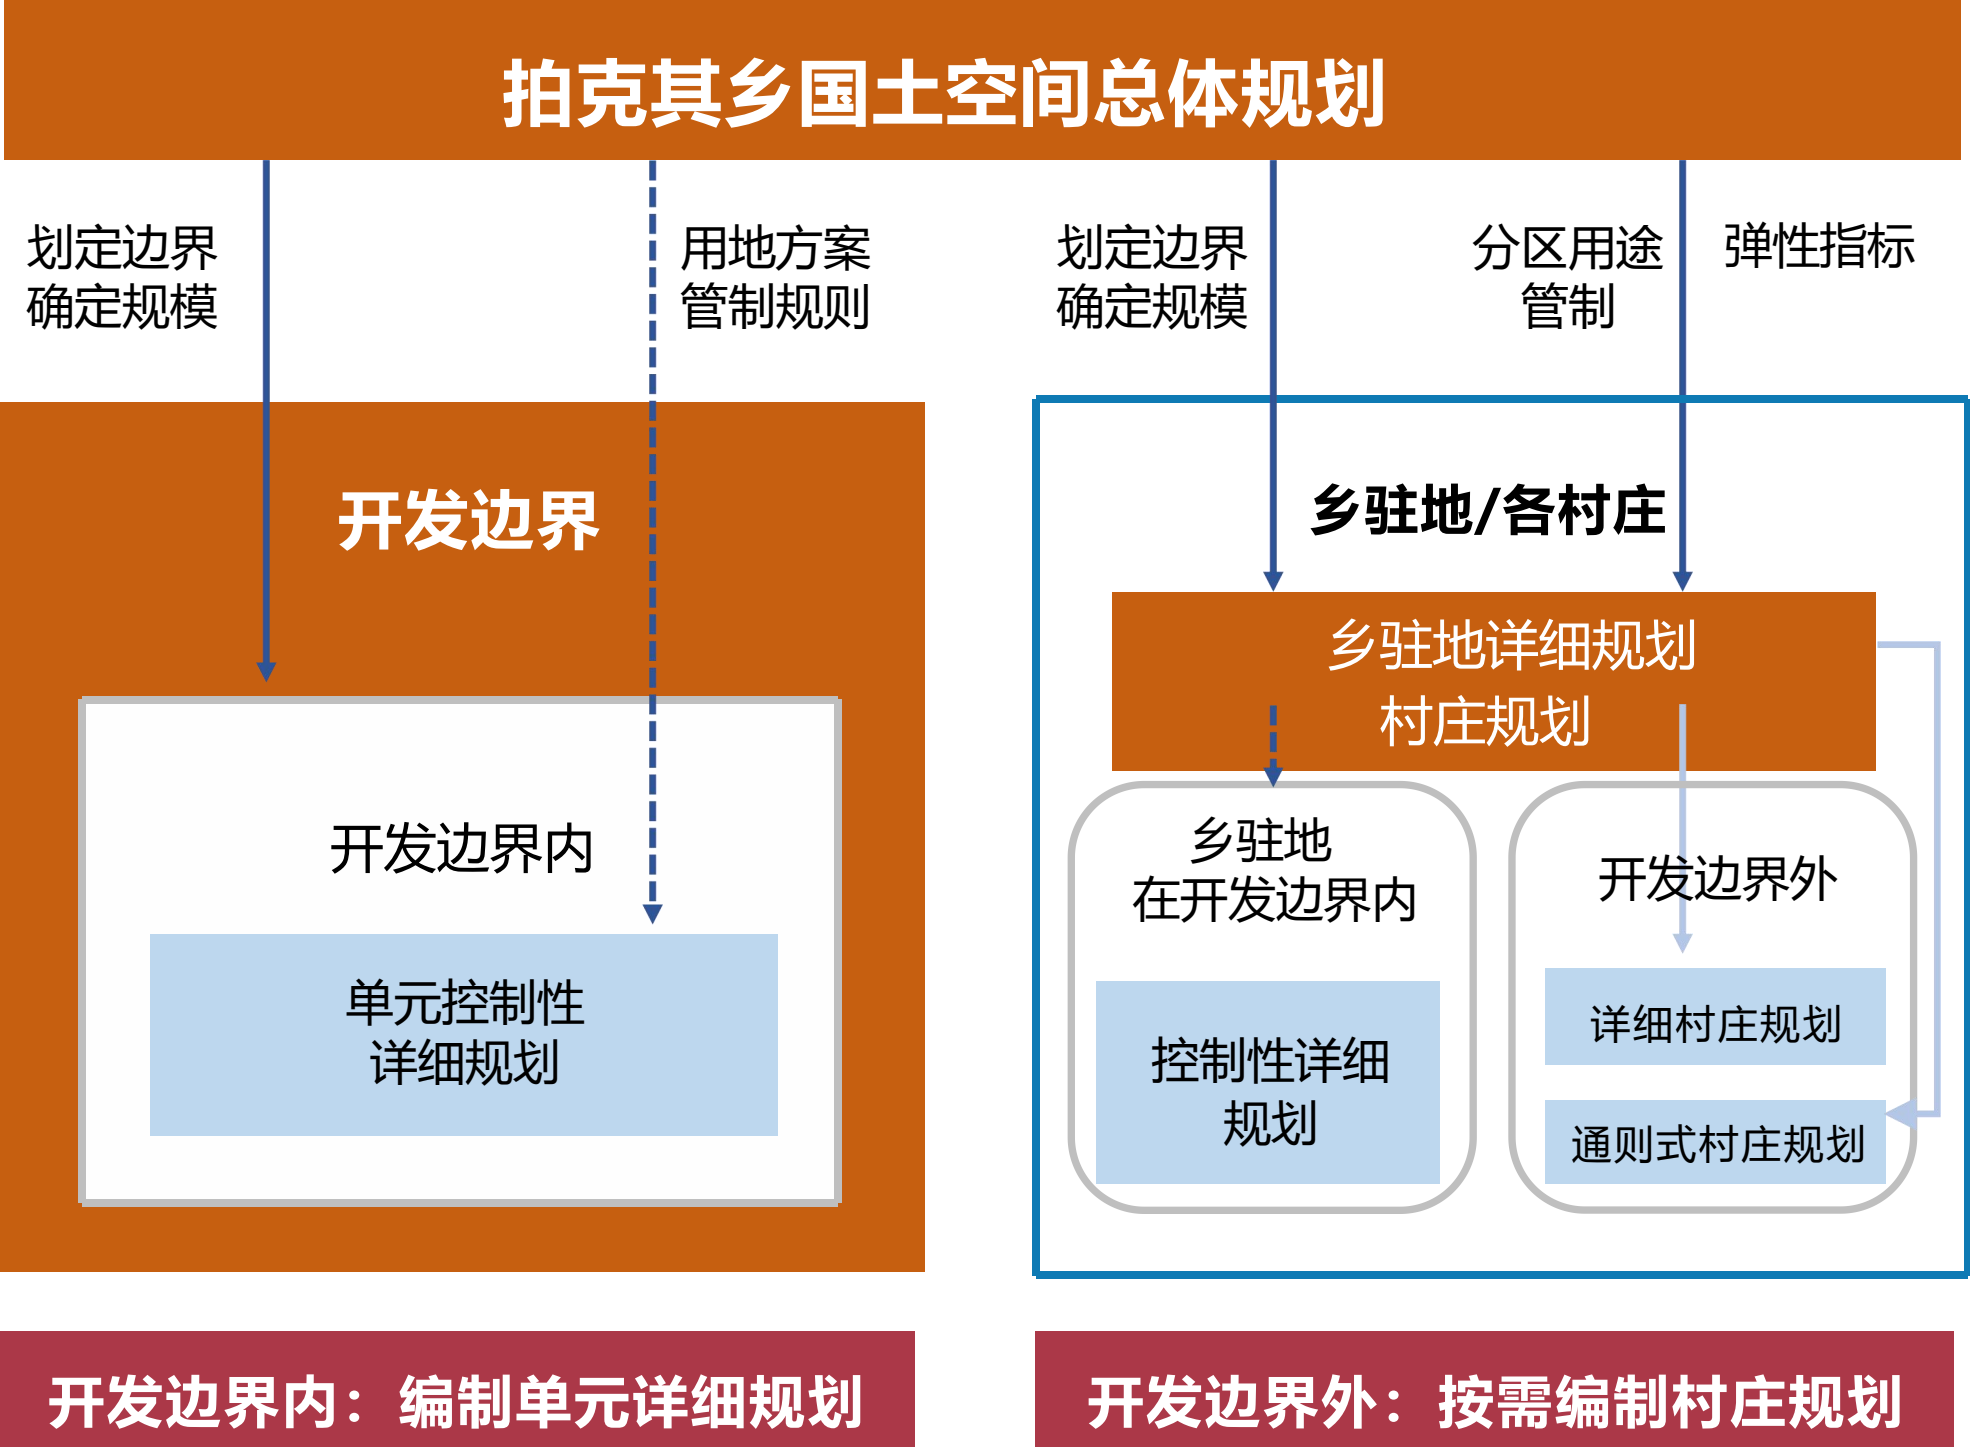 拍克其乡国土空间总体规划
划定边界
确定规模
用地方案
管制规则
划定边界
确定规模
分区用途
管制
弹性指标
开发边界
开发边界内
单元控制性
详细规划
乡驻地/各村庄
乡驻地详细规划
村庄规划
乡驻地
在开发边界内
控制性详细
规划
开发边界外
详细村庄规划
通则式村庄规划
开发边界内：编制单元详细规划
开发边界外：按需编制村庄规划